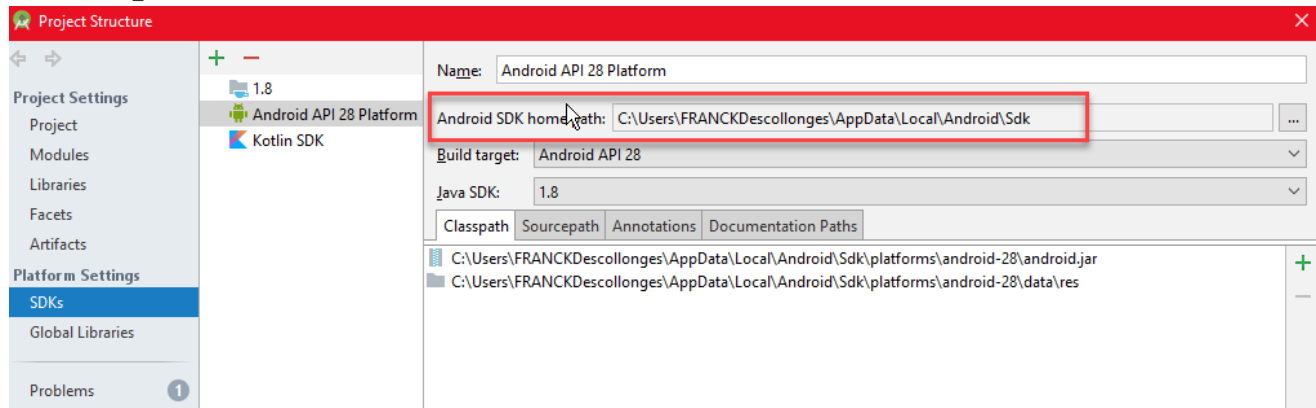 Project Structure
Project Settings
Project
Modules
Libraries
Facets
Artifacts
Platform Settings
SDKs
Global Libraries
Problems 1
1.8
Android API 28 Platform
Kotlin SDK
Name: Android API 28 Platform
Android SDK home path: C:\Users\FRANCKDescollonges\AppData\Local\Android\Sdk ...
Build target: Android API 28
Java SDK: 1.8
Classpath Sourcepath Annotations Documentation Paths
C:\Users\FRANCKDescollonges\AppData\Local\Android\Sdk\platforms\android-28\android.jar
C:\Users\FRANCKDescollonges\AppData\Local\Android\Sdk\platforms\android-28\data\res